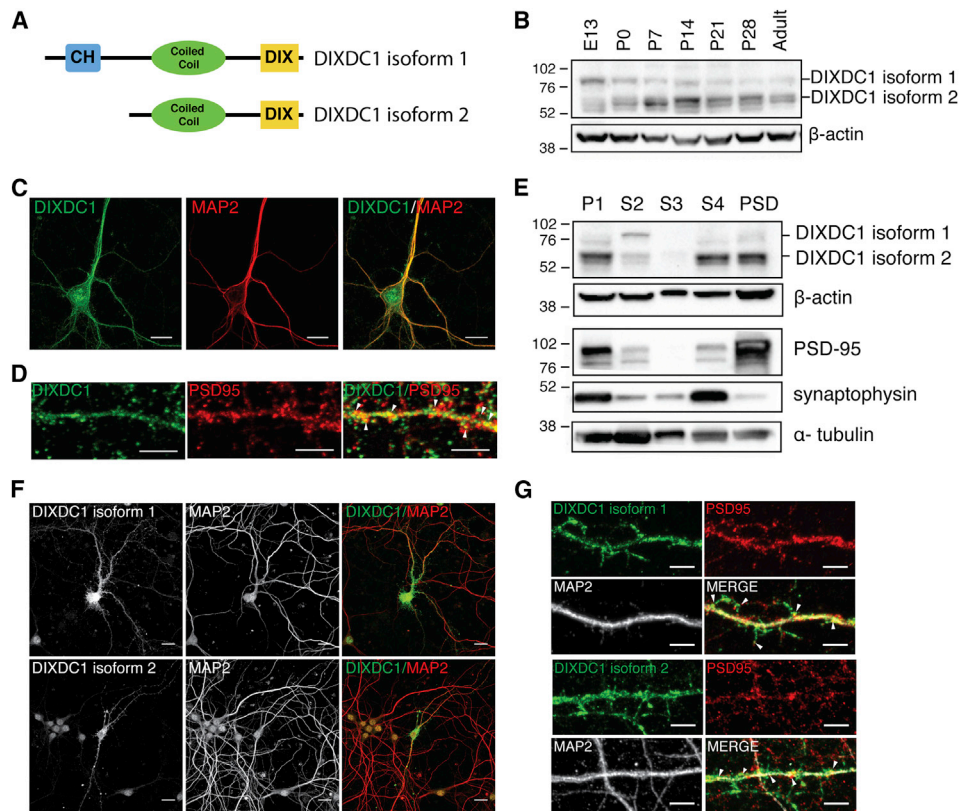 A
CH
Coiled
Coil
DIX
DIXDC1 isoform 1
Coiled
Coil
DIX
DIXDC1 isoform 2
B
E13 P0 P7 P14 P21 P28 Adult
102
76
52
38
DIXDC1 isoform 1
DIXDC1 isoform 2
β-actin
C
DIXDC1
MAP2
DIXDC1/MAP2
D
DIXDC1
PSD95
DIXDC1/PSD95
E
P1 S2 S3 S4 PSD
102
76
52
DIXDC1 isoform 1
DIXDC1 isoform 2
38
β-actin
102
76
PSD-95
52
synaptophysin
38
α- tubulin
F
DIXDC1 isoform 1
MAP2
DIXDC1/MAP2
DIXDC1 isoform 2
MAP2
DIXDC1/MAP2
G
DIXDC1 isoform 1
PSD95
MAP2
MERGE
DIXDC1 isoform 2
PSD95
MAP2
MERGE